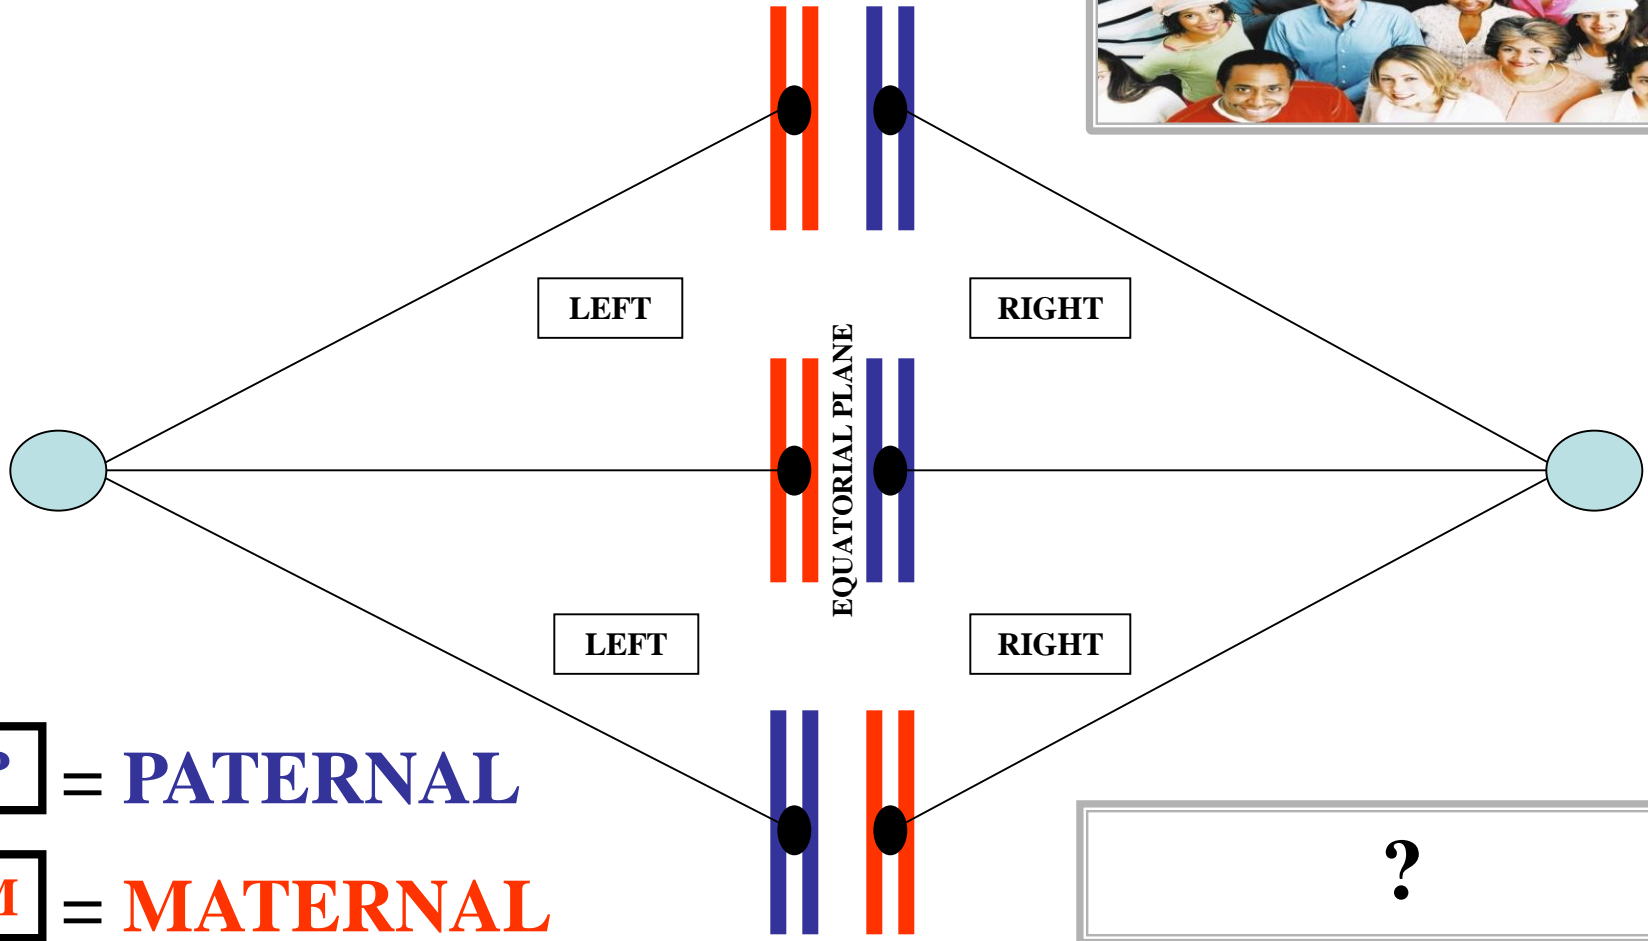 LEFT
RIGHT
EQUATORIAL PLANE
LEFT
RIGHT
P = PATERNAL
M = MATERNAL
?